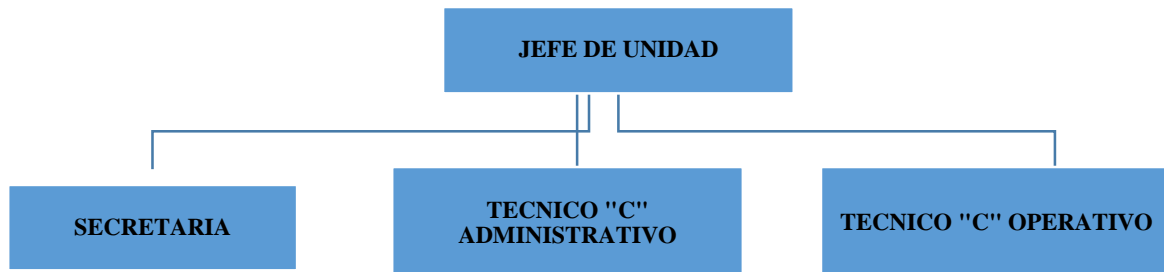 JEFE DE UNIDAD
SECRETARIA
TECNICO "C"
ADMINISTRATIVO
TECNICO "C" OPERATIVO